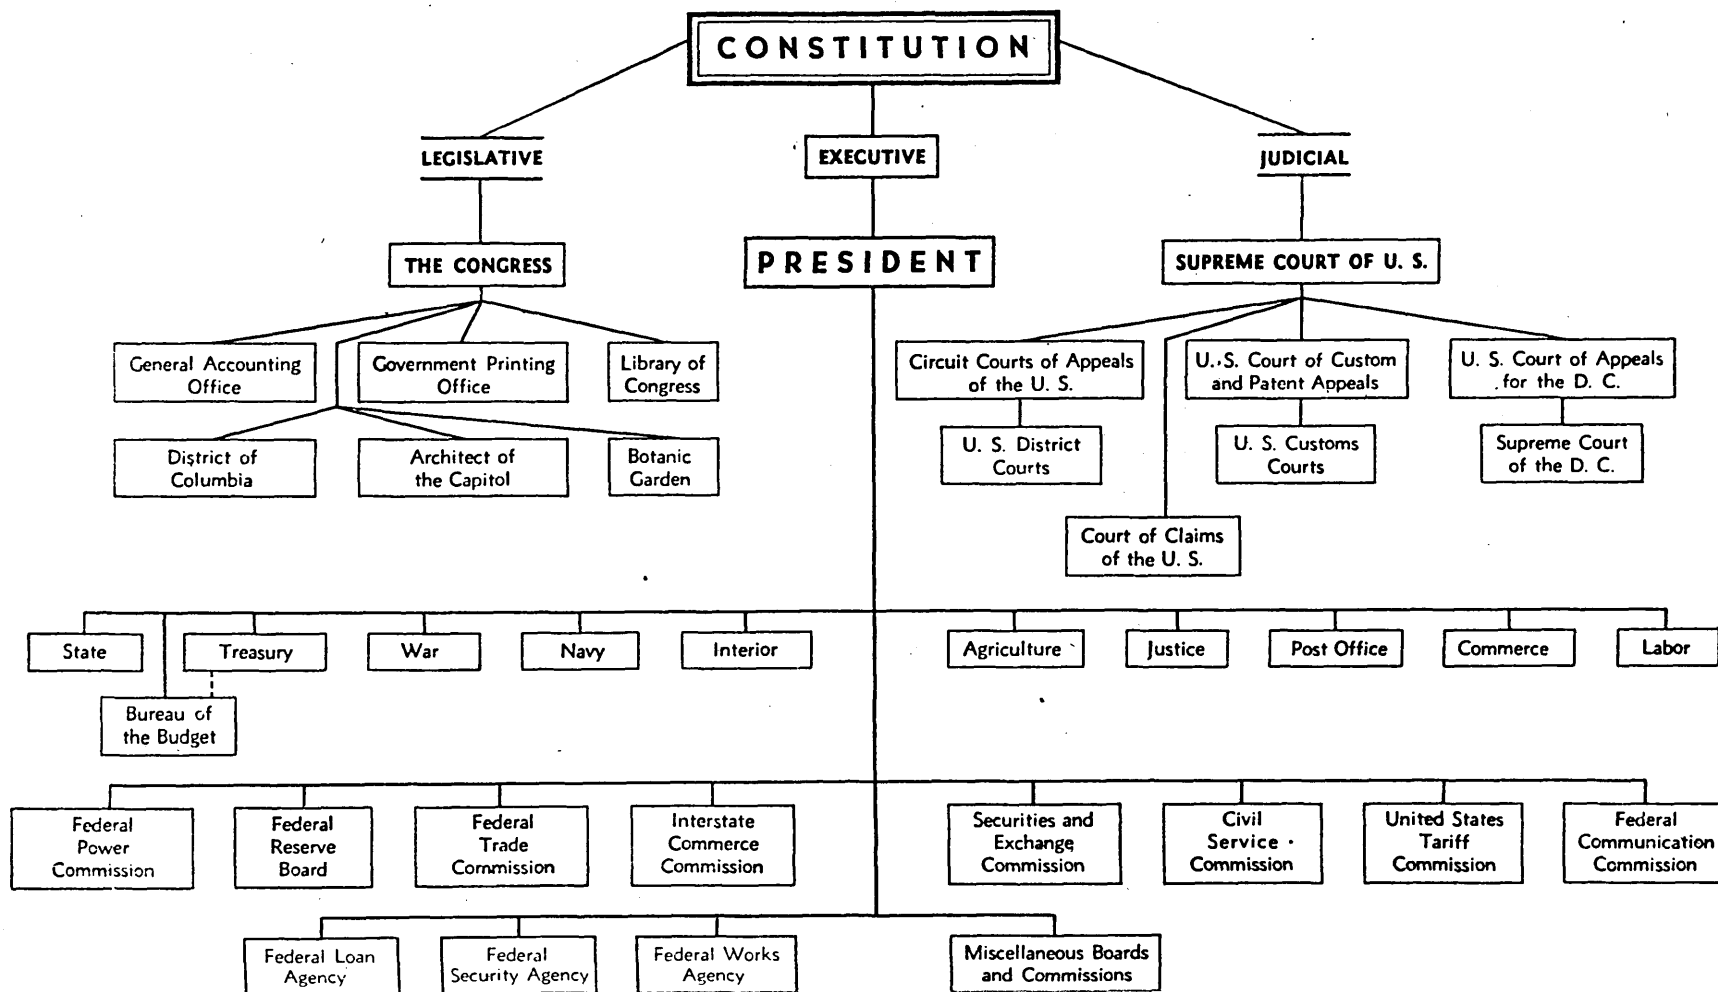 CONSTITUTION
LEGISLATIVE
EXECUTIVE
JUDICIAL
THE CONGRESS
PRESIDENT
SUPREME COURT OF U. S.
General Accounting
Office
Government Printing
Office
Library of
Congress
District of
Columbia
Architect of
the Capitol
Botanic
Garden
Circuit Courts of Appeals
of the U. S.
U. S. Court of Custom
and Patent Appeals
U. S. Court of Appeals
for the D. C.
U. S. District
Courts
U. S. Customs
Courts
Supreme Court
of the D. C.
Court of Claims
of the U. S.
State
Treasury
War
Navy
Interior
Agriculture
Justice
Post Office
Commerce
Labor
Bureau of
the Budget
Federal
Power
Commission
Federal
Reserve
Board
Federal
Trade
Commission
Interstate
Commerce
Commission
Securities and
Exchange
Commission
Civil
Service
Commission
United States
Tariff
Commission
Federal
Communication
Commission
Federal Loan
Agency
Federal
Security Agency
Federal Works
Agency
Miscellaneous Boards
and Commissions